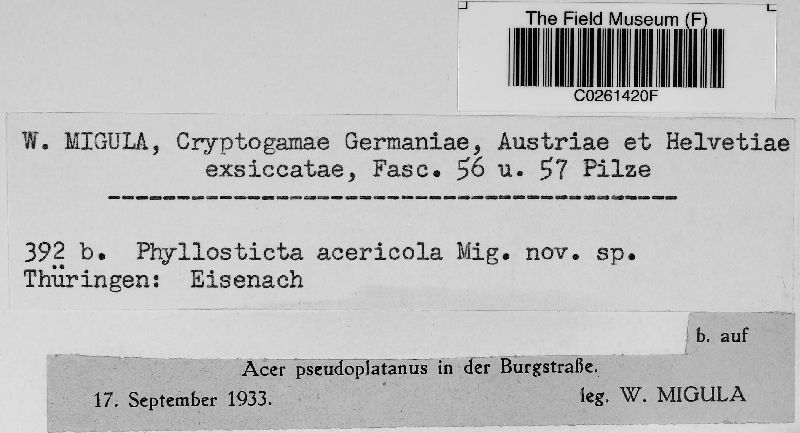 The Field Museum (F)
C0261420F
W. MIGULA, Cryptogamae Germaniae, Austriae et Helvetiae
exsiccatae, Fasc. 56 u. 57 Pilze
392 b. Phyllosticta acericola Mig. nov. sp.
Thüringen: Eisenach
b. auf
Acer pseudoplatanus in der Burgstraße.
17. September 1933. leg. W. MIGULA